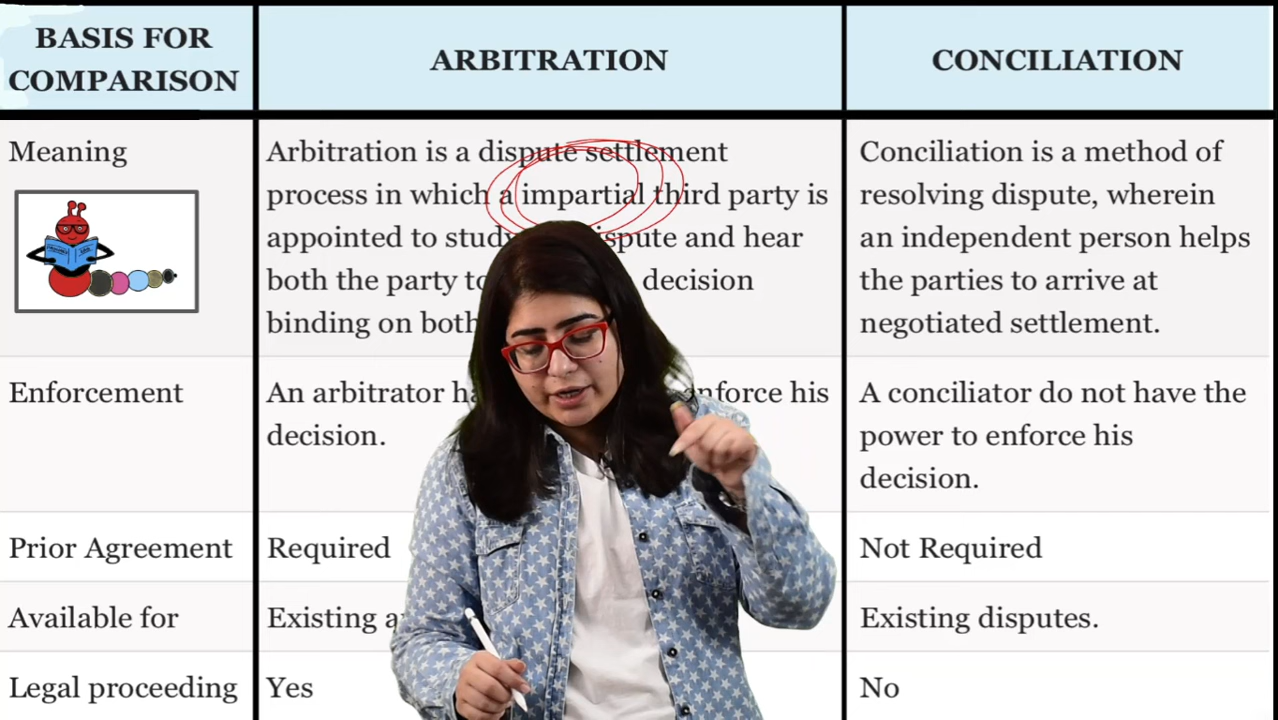 BASIS FOR
COMPARISON
ARBITRATION
CONCILIATION
Meaning
Arbitration is a dispute settlement
process in which a impartial third party is
appointed to dispute and hear
both the party decision
binding on both
Conciliation is a method of
resolving dispute, wherein
an independent person helps
the parties to arrive at
negotiated settlement.
Enforcement
An arbitrator his
decision.
A conciliator do not have the
power to enforce his
decision.
Prior Agreement
Required
Not Required
Available for
Existing
Existing disputes.
Legal proceeding
Yes
No